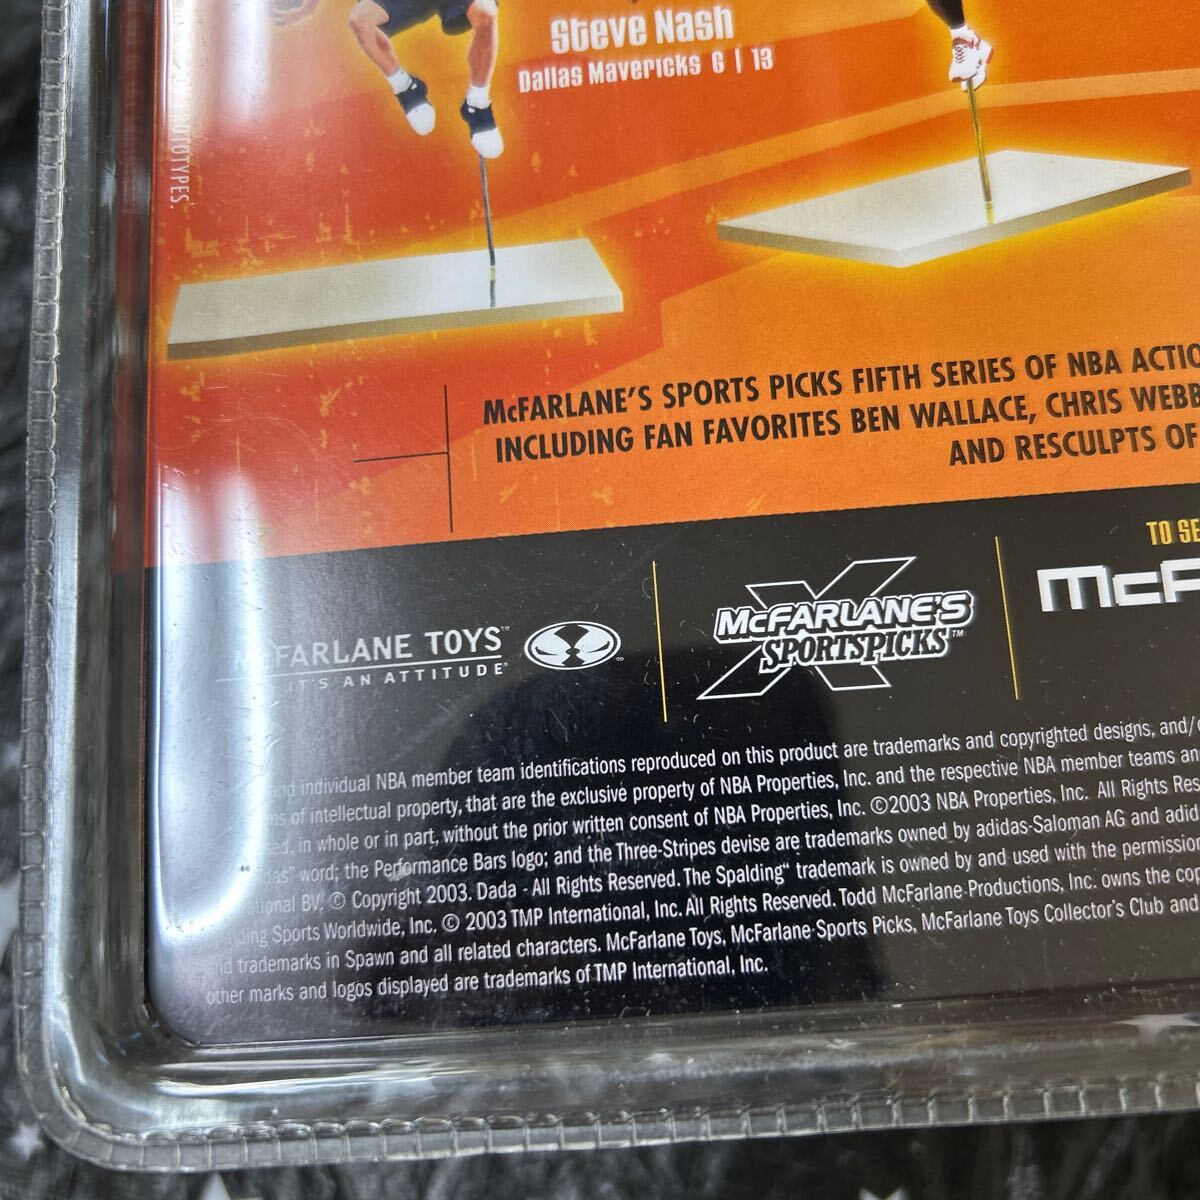 Steve Nash
Dallas Mavericks G | 13
PROTOTYPES.
McFARLANE'S SPORTS PICKS FIFTH SERIES OF NBA ACTIO
INCLUDING FAN FAVORITES BEN WALLACE, CHRIS WEBB
AND RESCULPTS OF
TO SE
McFARLANE TOYS™
IT'S AN ATTITUDE®
McFARLANE'S
SPORTSPICKS™
McF
and individual NBA member team identifications reproduced on this product are trademarks and copyrighted designs, and/o
of intellectual property, that are the exclusive property of NBA Properties, Inc. and the respective NBA member teams an
in whole or in part, without the prior written consent of NBA Properties, Inc. ©2003 NBA Properties, Inc. All Rights Res
word; the Performance Bars logo; and the Three-Stripes devise are trademarks owned by adidas-Saloman AG and adid
BV. © Copyright 2003. Dada - All Rights Reserved. The Spalding" trademark is owned by and used with the permission
Sports Worldwide, Inc. © 2003 TMP International, Inc. All Rights Reserved. Todd McFarlane Productions, Inc. owns the cop
trademarks in Spawn and all related characters. McFarlane Toys, McFarlane Sports Picks, McFarlane Toys Collector's Club and
other marks and logos displayed are trademarks of TMP International, Inc.